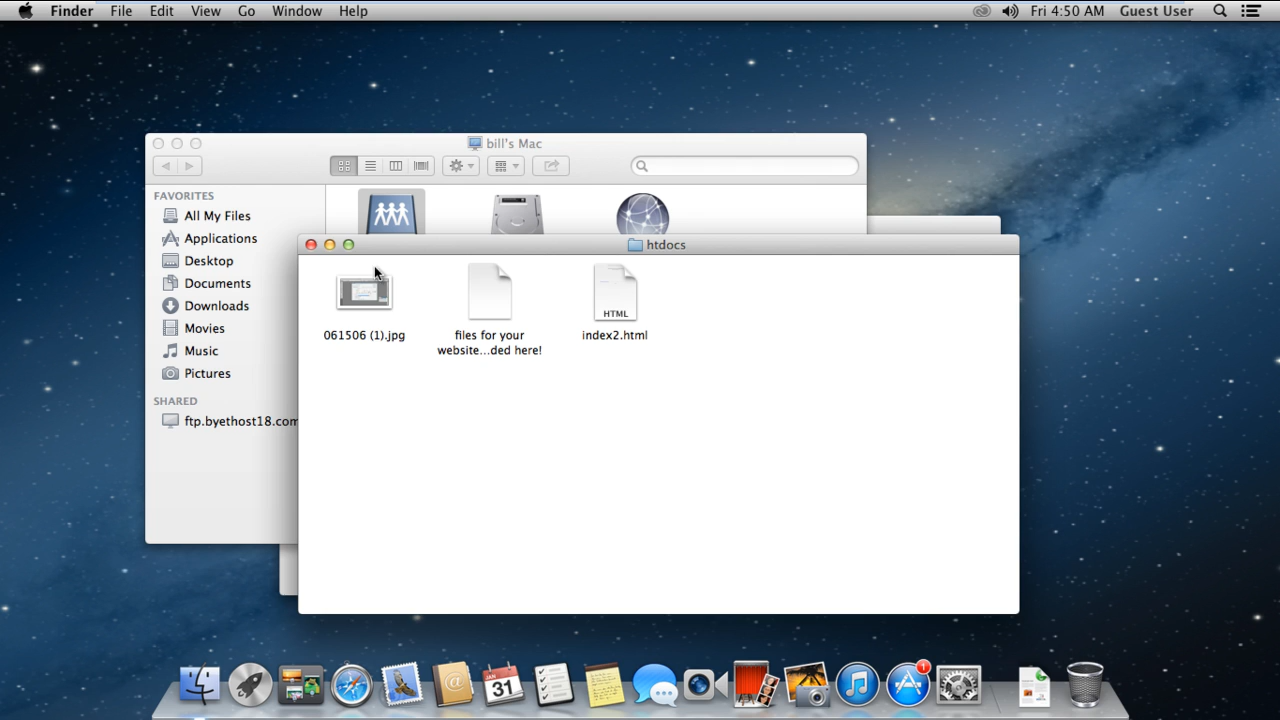 Finder File Edit View Go Window Help Fri 4:50 AM Guest User
bill's Mac
FAVORITES
All My Files
Applications
Desktop
Documents
Downloads
Movies
Music
Pictures
SHARED
ftp.byethost18.com
htdocs
061506 (1).jpg
files for your
website...ded here!
index2.html
HTML
JAN
31
1